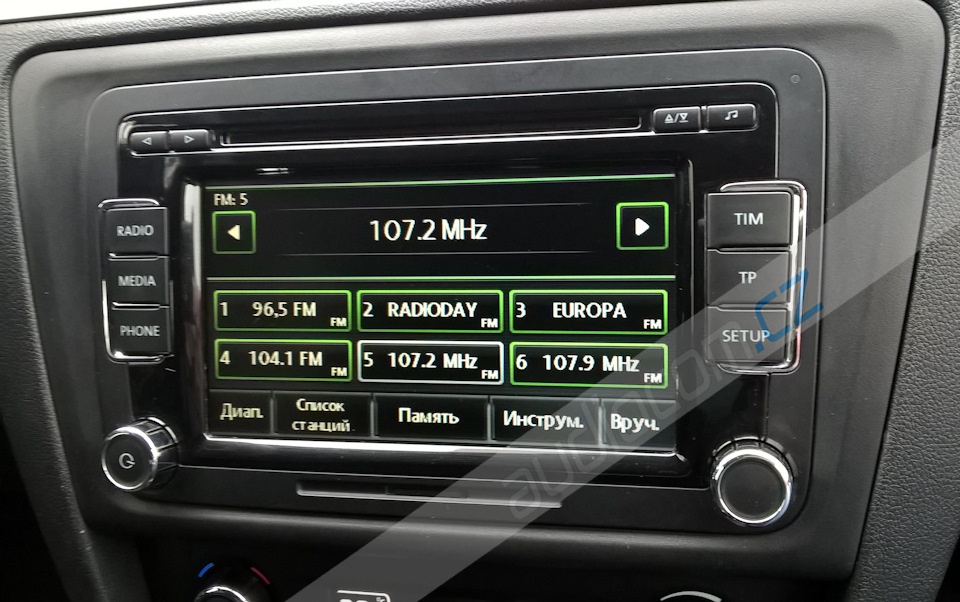 FM: 5
107.2 MHz
RADIO
MEDIA
PHONE
TIM
TP
SETUP
1 96,5 FM FM
2 RADIODAY FM
3 EUROPA FM
4 104.1 FM FM
5 107.2 MHz FM
6 107.9 MHz FM
Диап.
Список
станций
Память
Инструм.
Вруч.